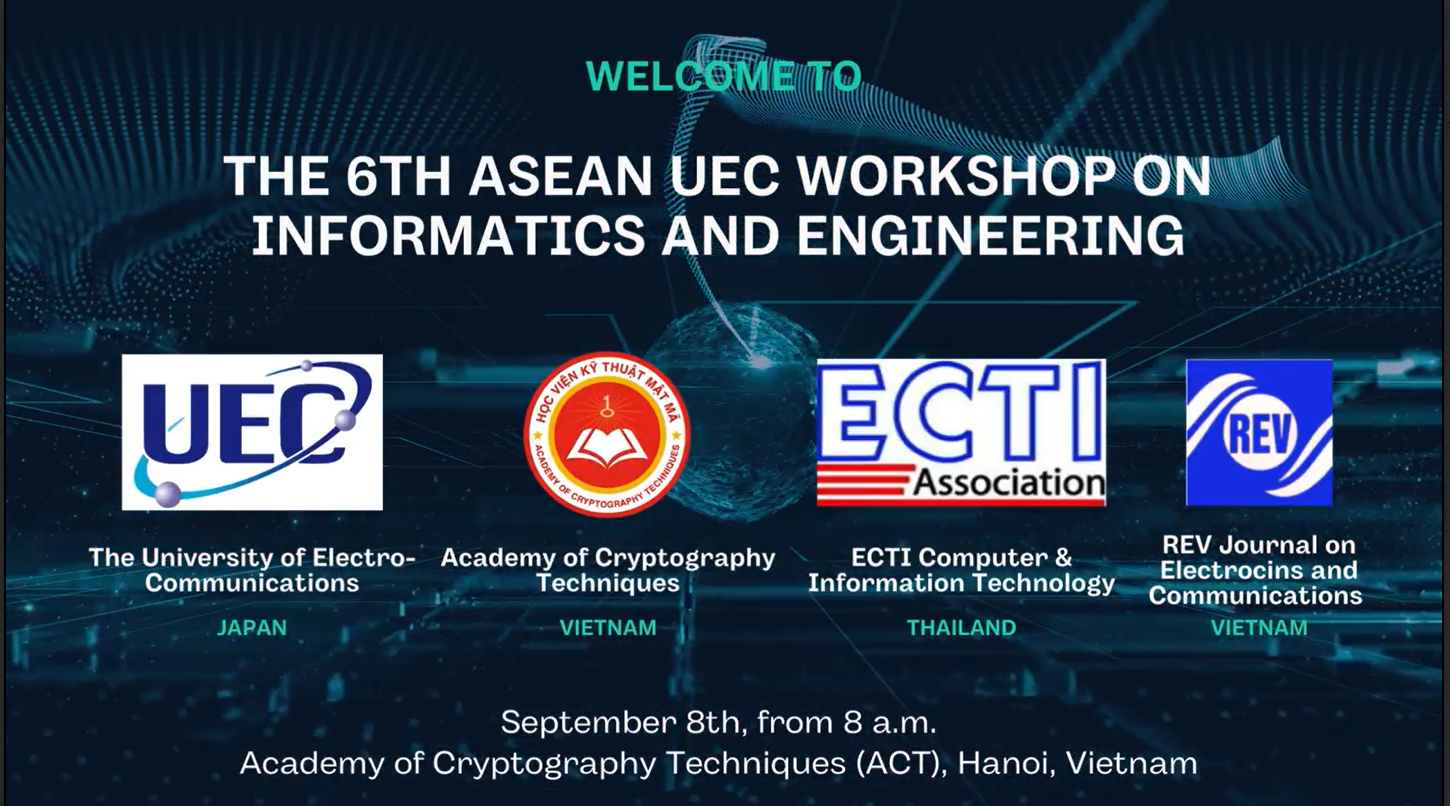 WELCOME TO
THE 6TH ASEAN UEC WORKSHOP ON
INFORMATICS AND ENGINEERING
UEC
HỌC VIỆN KỸ THUẬT MẬT MÃ
ACADEMY OF CRYPTOGRAPHY TECHNIQUES
ECTI
Association
REV
The University of Electro-
Communications
JAPAN
Academy of Cryptography
Techniques
VIETNAM
ECTI Computer &
Information Technology
THAILAND
REV Journal on
Electrocins and
Communications
VIETNAM
September 8th, from 8 a.m.
Academy of Cryptography Techniques (ACT), Hanoi, Vietnam